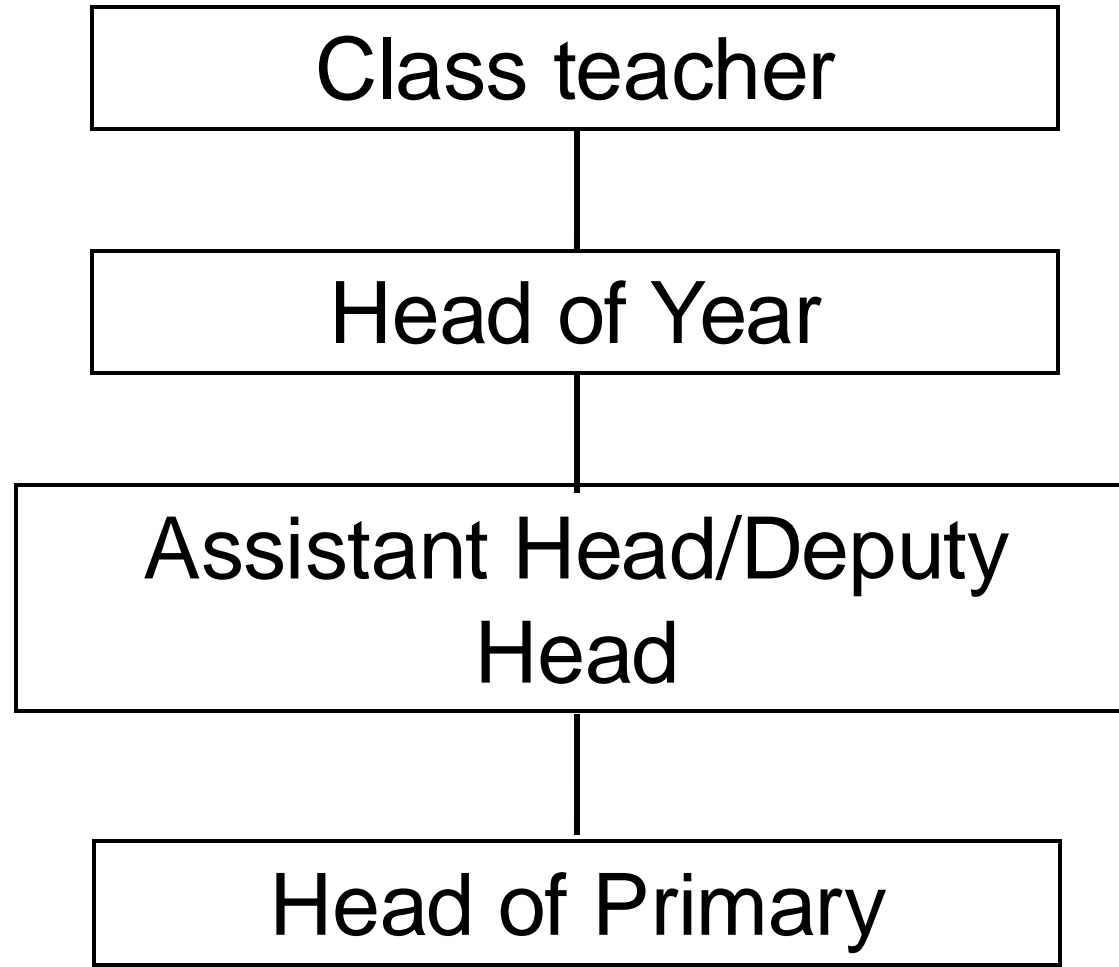 Class teacher
Head of Year
Assistant Head/Deputy
Head
Head of Primary